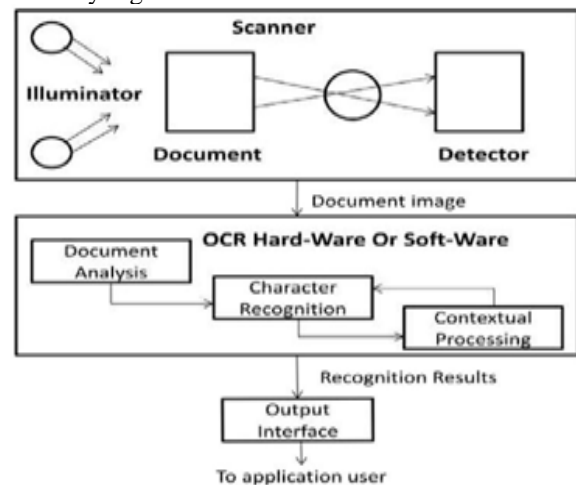 Scanner
Illuminator
Document
Detector
Document image
OCR Hard-Ware Or Soft-Ware
Document
Analysis
Character
Recognition
Contextual
Processing
Recognition Results
Output
Interface
To application user